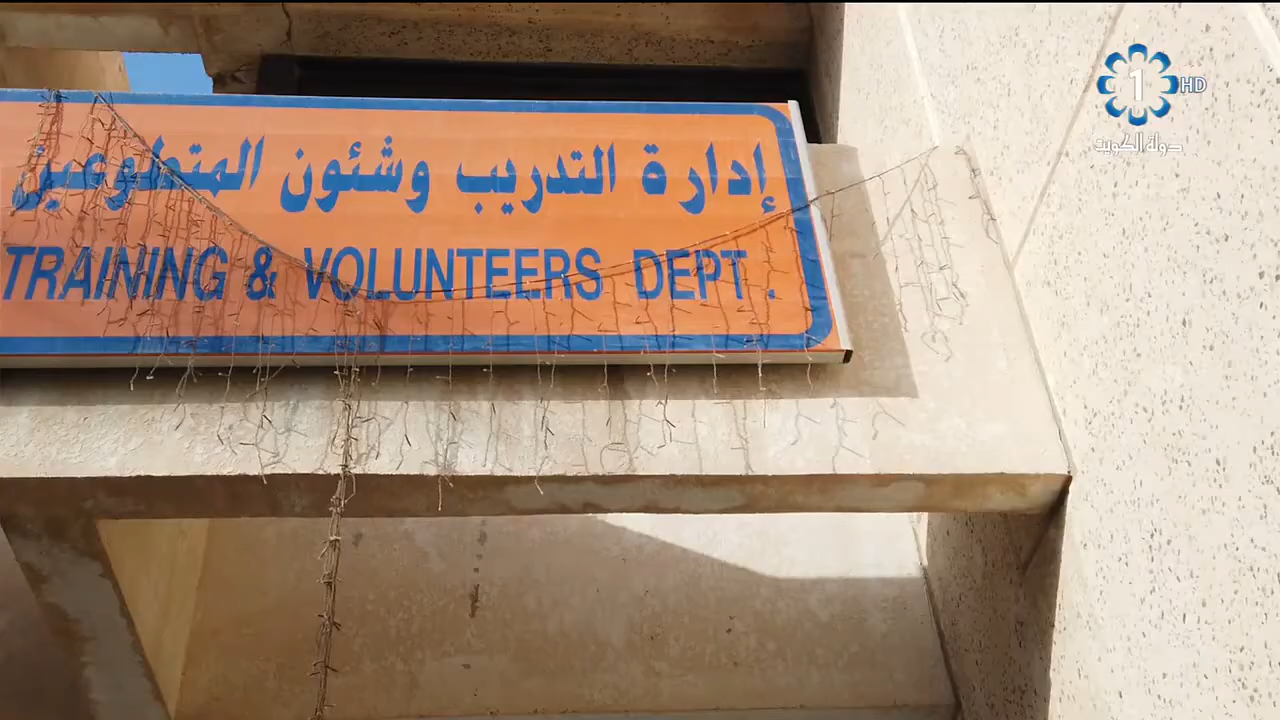 إدارة التدريب وشئون المتطوعين
TRAINING & VOLUNTEERS DEPT.
1 HD
دولة الكويت